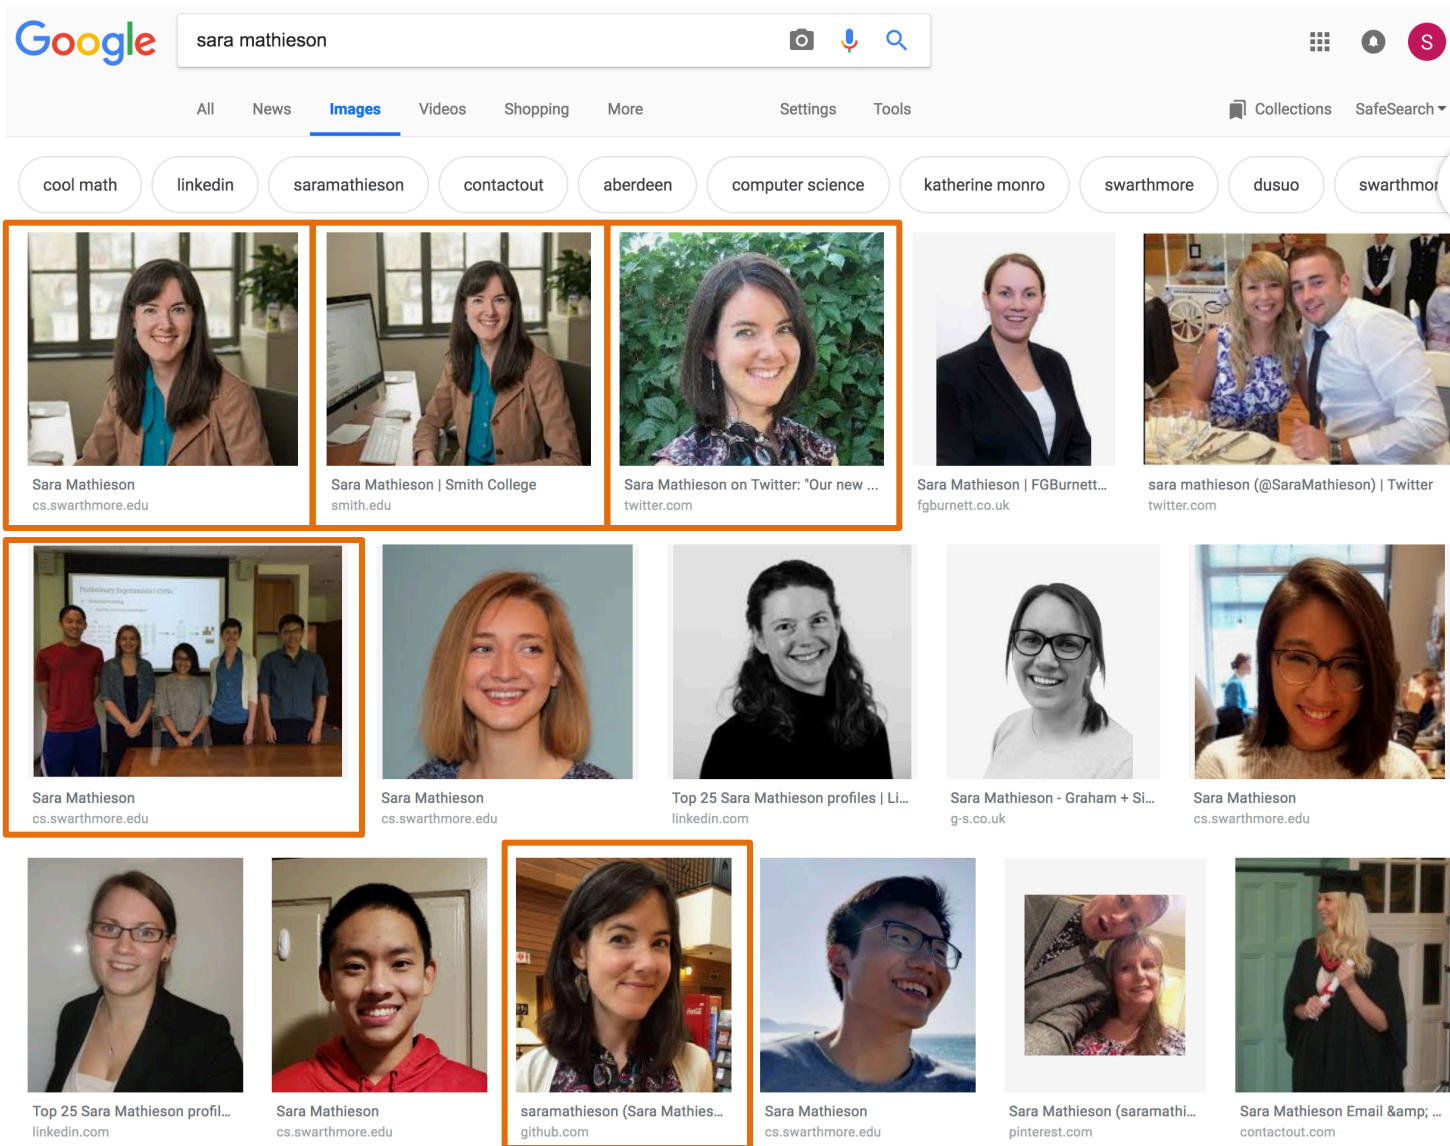 Google
sara mathieson
S
All News Images Videos Shopping More Settings Tools Collections SafeSearch
cool math linkedin saramathieson contactout aberdeen computer science katherine monro swarthmore dusuo swarthmor
Sara Mathieson
cs.swarthmore.edu
Sara Mathieson | Smith College
smith.edu
Sara Mathieson on Twitter: "Our new ...
twitter.com
Sara Mathieson | FGBurnett...
fgburnett.co.uk
sara mathieson (@SaraMathieson) | Twitter
twitter.com
Preliminary Experiments: CNNs
Sara Mathieson
cs.swarthmore.edu
Sara Mathieson
cs.swarthmore.edu
Top 25 Sara Mathieson profiles | Li...
linkedin.com
Sara Mathieson - Graham + Si...
g-s.co.uk
Sara Mathieson
cs.swarthmore.edu
Top 25 Sara Mathieson profil...
linkedin.com
Sara Mathieson
cs.swarthmore.edu
saramathieson (Sara Mathies...
github.com
Sara Mathieson
cs.swarthmore.edu
Sara Mathieson (saramathi...
pinterest.com
Sara Mathieson Email &amp; ...
contactout.com